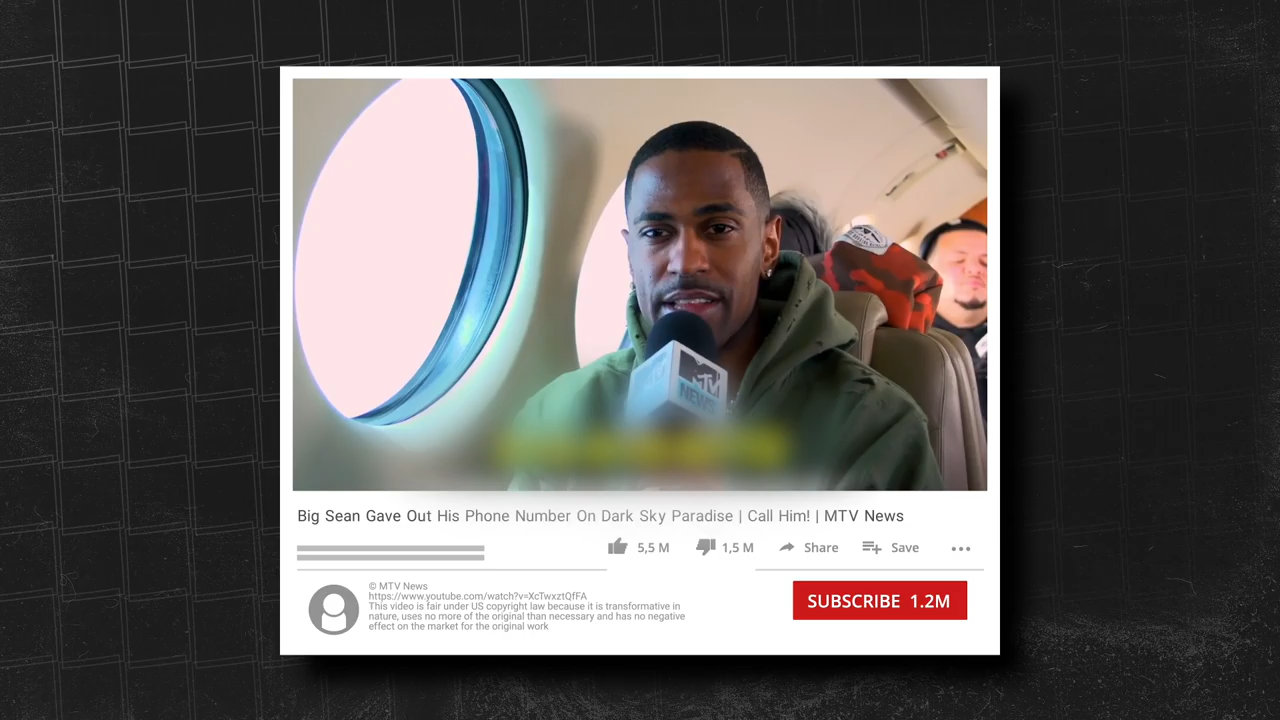 MTV
NEWS
Big Sean Gave Out His Phone Number On Dark Sky Paradise | Call Him! | MTV News
5,5 M
1,5 M
Share
Save
© MTV News
https://www.youtube.com/watch?v=XcTwxztQfFA
This video is fair under US copyright law because it is transformative in
nature, uses no more of the original than necessary and has no negative
effect on the market for the original work
SUBSCRIBE 1.2M